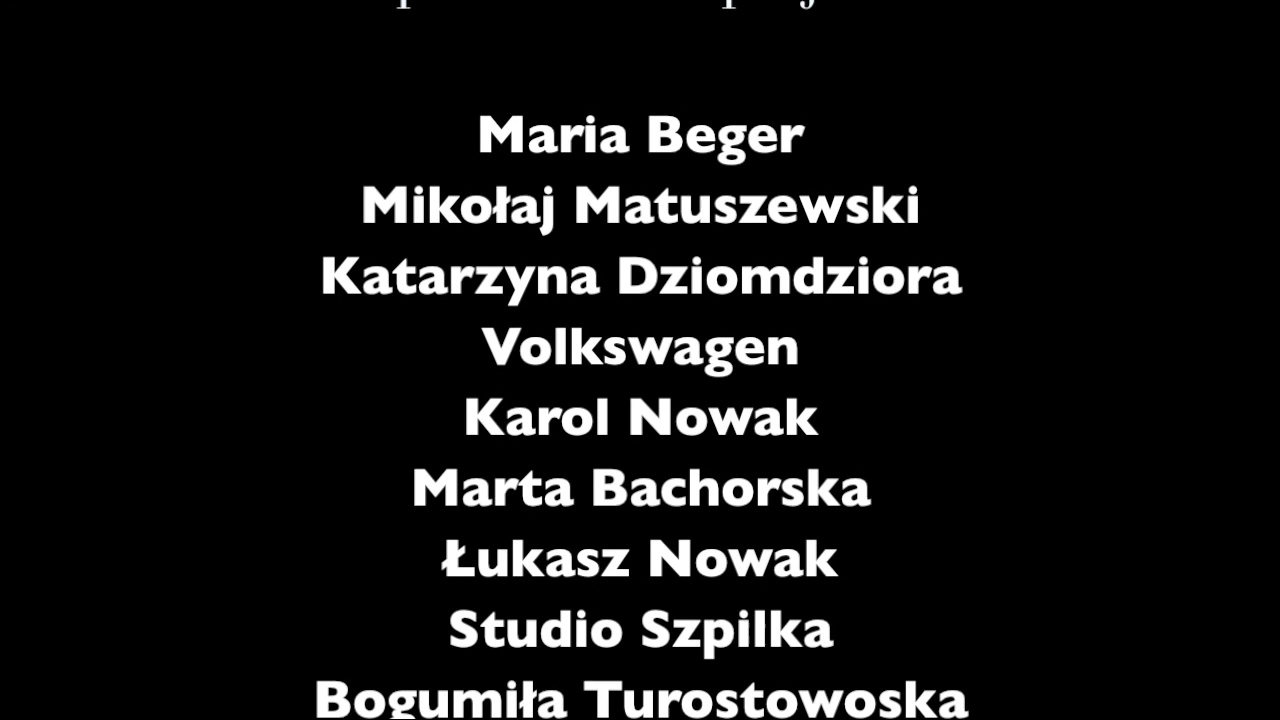 Maria Beger
Mikołaj Matuszewski
Katarzyna Dziomdziora
Volkswagen
Karol Nowak
Marta Bachorska
Łukasz Nowak
Studio Szpilka
Bogumiła Turostowoska